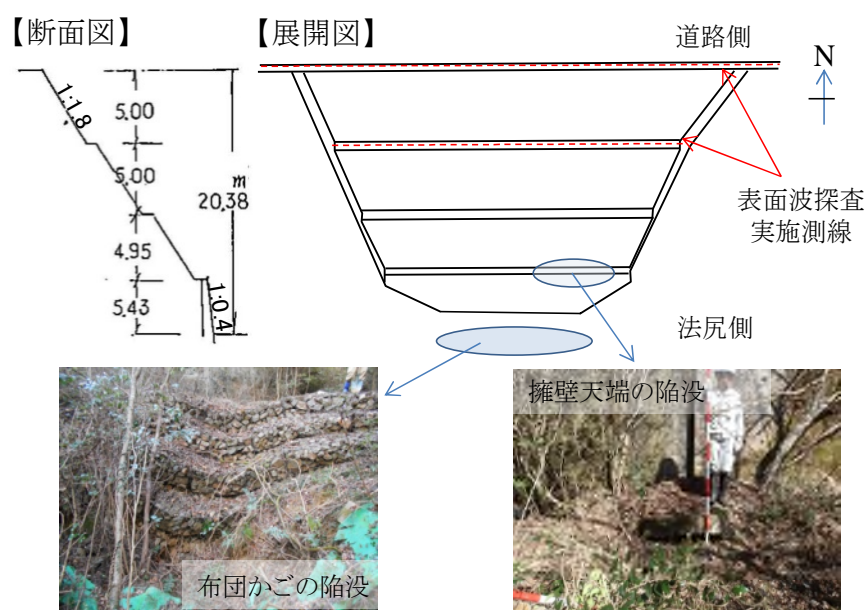 【断面図】
【展開図】
道路側
N
1:1.8
5.00
5.00
m
20.38
4.95
5.43
1:0.4
表面波探査
実施測線
法尻側
擁壁天端の陥没
布団かごの陥没